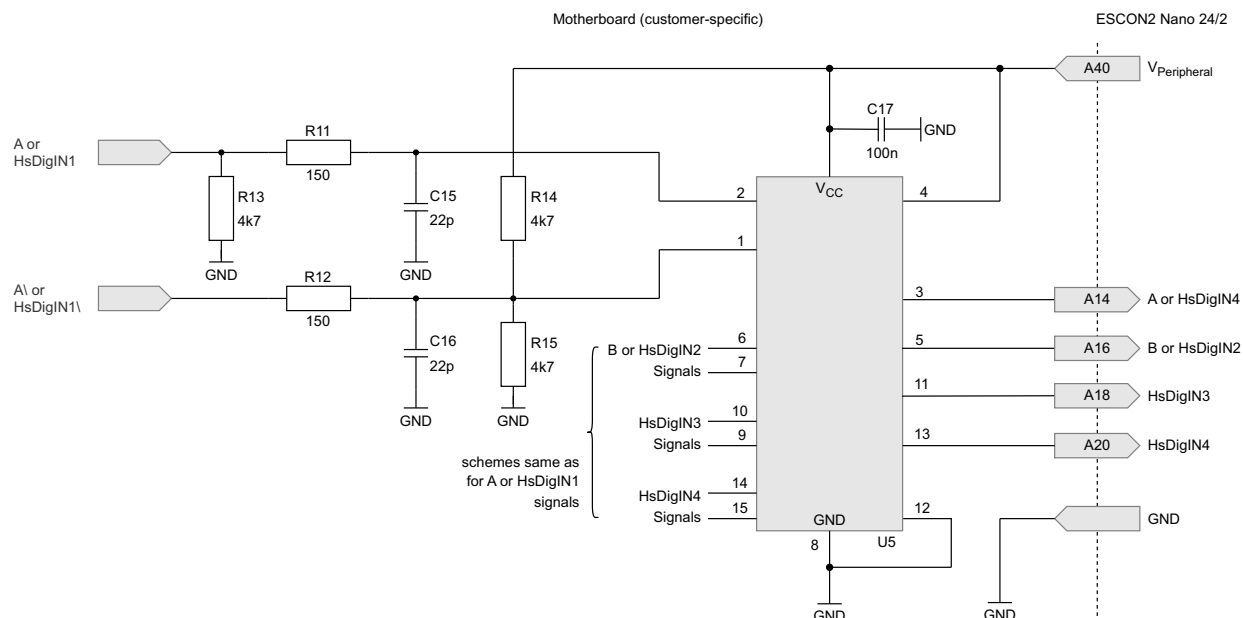 Motherboard (customer-specific)
ESCON2 Nano 24/2
A40
VPeripheral
C17
GND
100n
A or
HsDigIN1
R11
150
R13
4k7
GND
C15
22p
GND
R14
4k7
2
VCC
4
1
A\ or
HsDigIN1\
R12
150
3
A14
A or HsDigIN4
C16
22p
GND
R15
4k7
GND
B or HsDigIN2
Signals
6
7
5
A16
B or HsDigIN2
11
A18
HsDigIN3
HsDigIN3
Signals
10
9
13
A20
HsDigIN4
schemes same as
for A or HsDigIN1
signals
HsDigIN4
Signals
14
15
GND
12
8
U5
GND
GND
GND